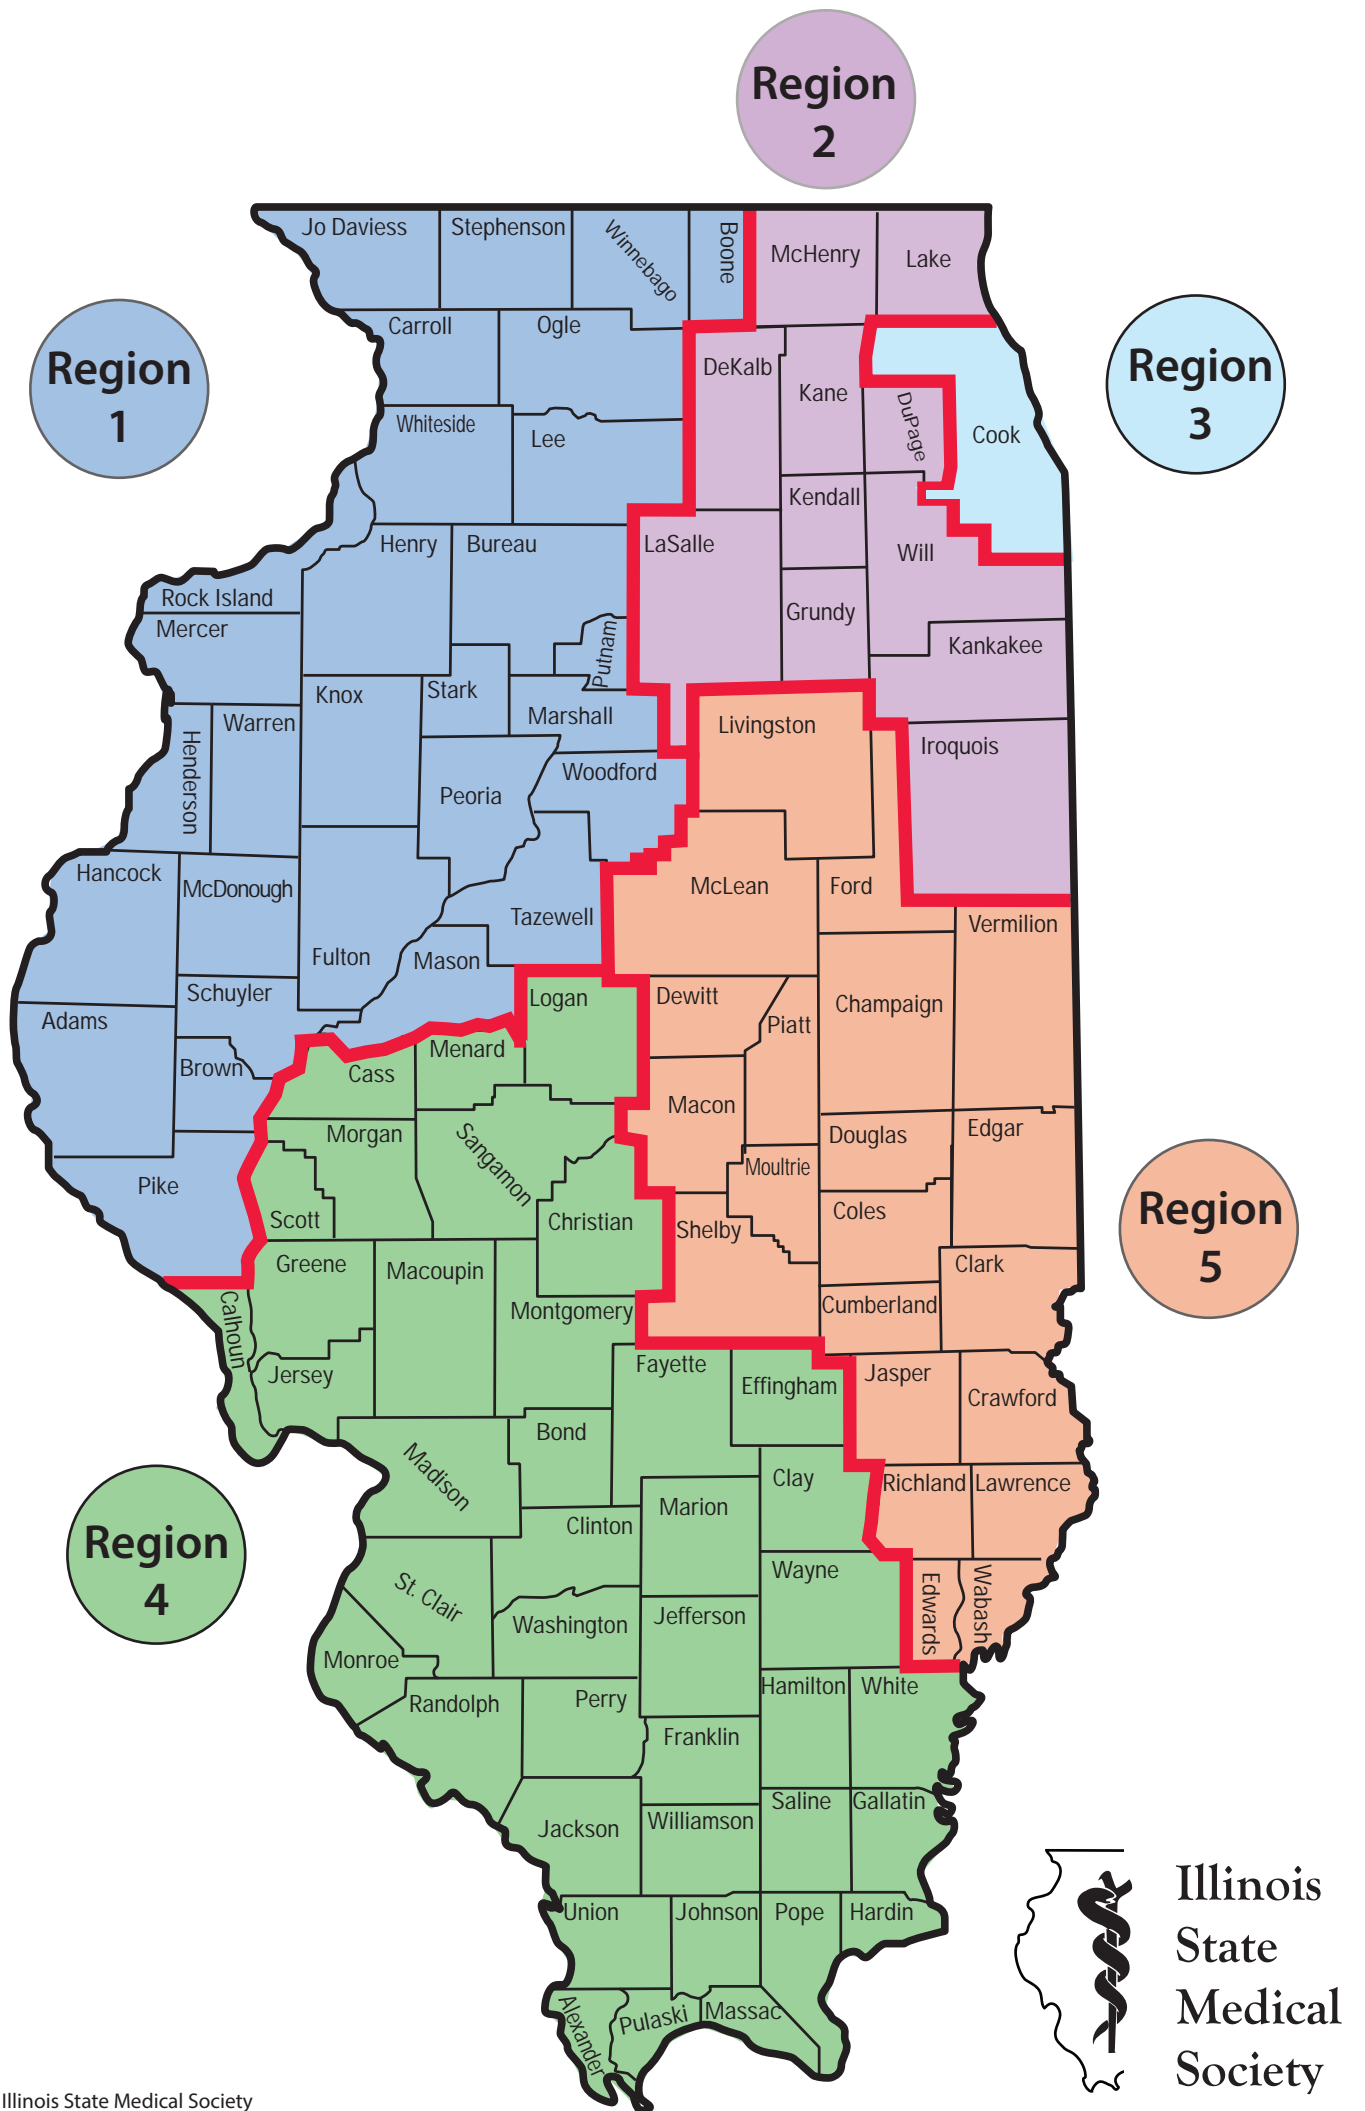 Region
2
Jo Daviess
Stephenson
Winnebago
Boone
McHenry
Lake
Region
1
Carroll
Ogle
DeKalb
Kane
Region
3
Whiteside
Lee
DuPage
Cook
Kendall
Henry
Bureau
LaSalle
Will
Rock Island
Mercer
Putnam
Grundy
Kankakee
Knox
Stark
Warren
Marshall
Livingston
Henderson
Iroquois
Peoria
Woodford
Hancock
McDonough
McLean
Ford
Tazewell
Vermilion
Fulton
Mason
Schuyler
Logan
Dewitt
Champaign
Adams
Piatt
Menard
Brown
Cass
Macon
Morgan
Sangamon
Douglas
Edgar
Moultrie
Pike
Region
5
Scott
Christian
Shelby
Coles
Greene
Macoupin
Clark
Calhoun
Montgomery
Cumberland
Jersey
Fayette
Effingham
Jasper
Crawford
Bond
Madison
Clay
Richland
Lawrence
Region
4
Marion
Clinton
Wayne
St. Clair
Washington
Jefferson
Edwards
Wabash
Monroe
Randolph
Perry
Hamilton
White
Franklin
Saline
Gallatin
Jackson
Williamson
Union
Johnson
Pope
Hardin
Alexander
Pulaski
Massac
Illinois
State
Medical
Society
Illinois State Medical Society